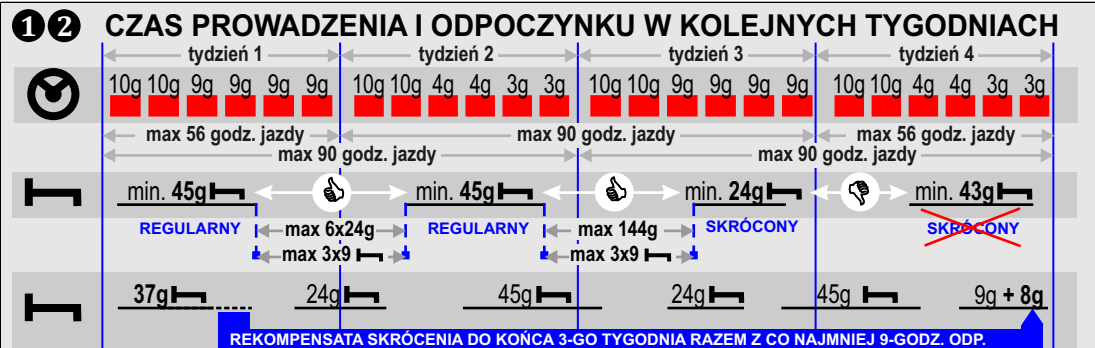 ❶❷ CZAS PROWADZENIA I ODPOCZYNKU W KOLEJNYCH TYGODNIACH
tydzień 1 tydzień 2 tydzień 3 tydzień 4
10g 10g 9g 9g 9g 9g 10g 10g 4g 4g 3g 3g 10g 10g 9g 9g 9g 9g 10g 10g 4g 4g 3g 3g
max 56 godz. jazdy max 90 godz. jazdy max 56 godz. jazdy
max 90 godz. jazdy max 90 godz. jazdy
min. 45g min. 45g min. 24g min. 43g
REGULARNY max 6x24g REGULARNY max 144g SKRÓCONY SKRÓCONY
max 3x9 max 3x9
37g 24g 45g 24g 45g 9g + 8g
REKOMPENSATA SKRÓCENIA DO KOŃCA 3-GO TYGODNIA RAZEM Z CO NAJMNIEJ 9-GODZ. ODP.